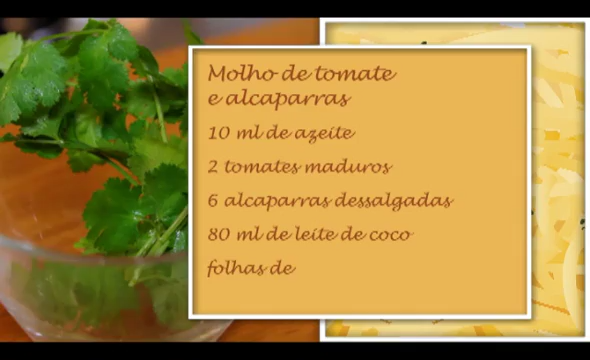 Molho de tomate
e alcaparras
10 ml de azeite
2 tomates maduros
6 alcaparras dessalgadas
80 ml de leite de coco
folhas de